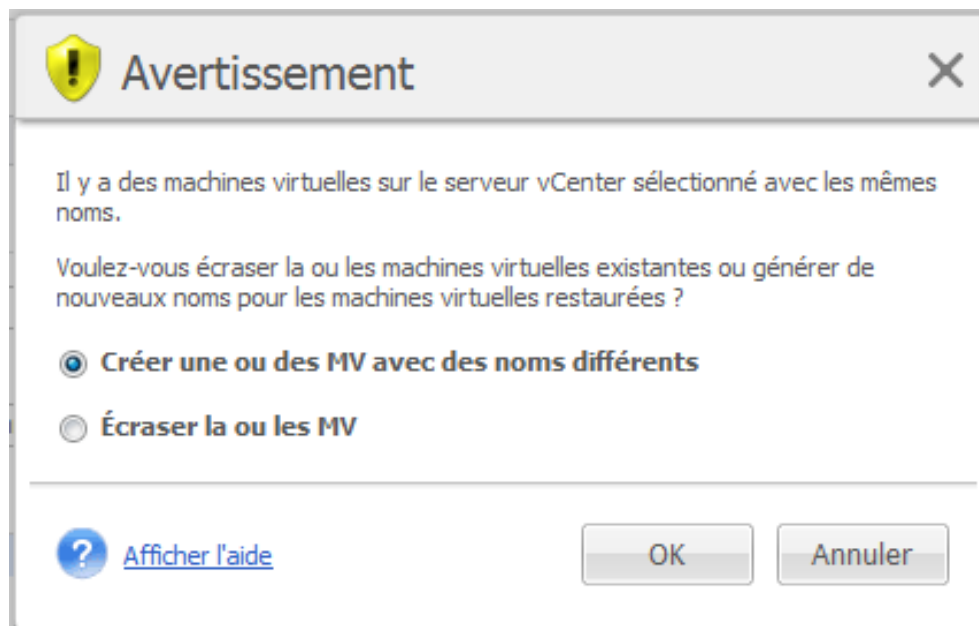 Avertissement
Il y a des machines virtuelles sur le serveur vCenter sélectionné avec les mêmes
noms.
Voulez-vous écraser la ou les machines virtuelles existantes ou générer de
nouveaux noms pour les machines virtuelles restaurées ?
Créer une ou des MV avec des noms différents
Écraser la ou les MV
Afficher l'aide
OK
Annuler